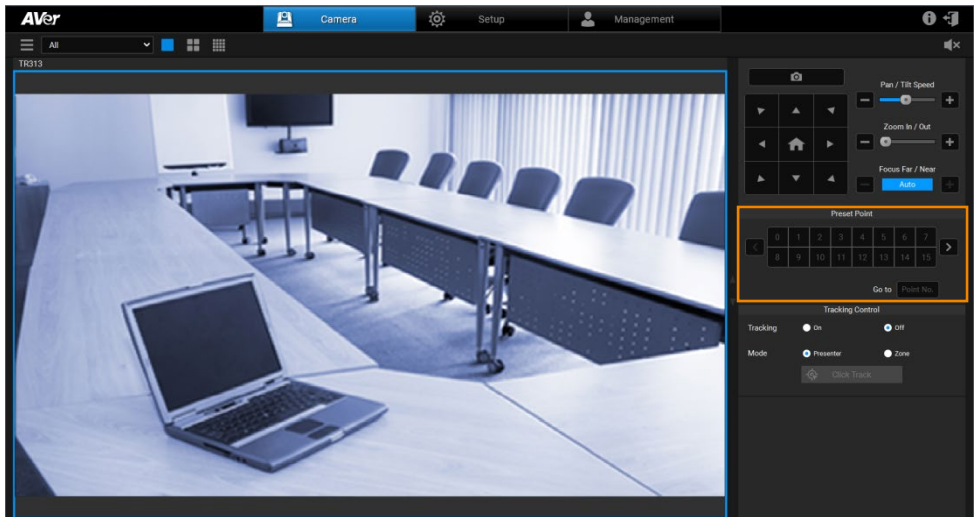 AVer
Camera
Setup
Management
All
TR313
Pan / Tilt Speed
Zoom In / Out
Focus Far / Near
Auto
Preset Point
0 1 2 3 4 5 6 7
8 9 10 11 12 13 14 15
Go to Point No.
Tracking Control
Tracking On Off
Mode Presenter Zone
Click Track